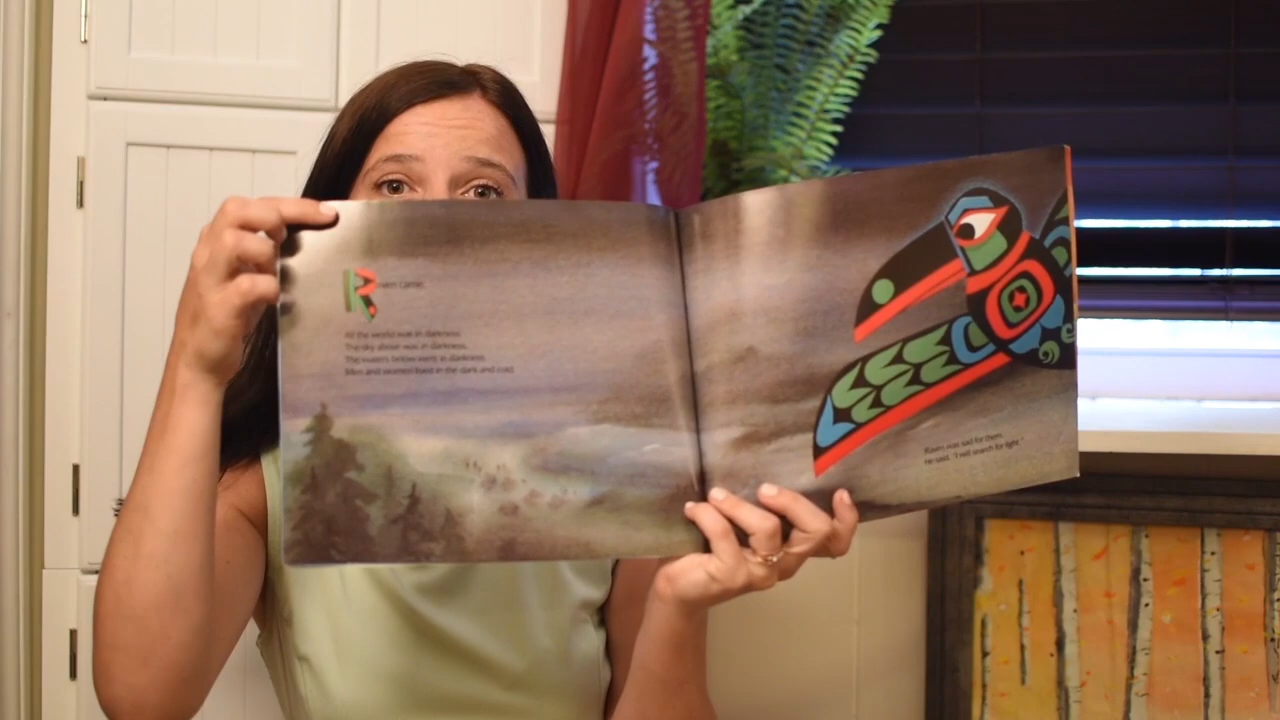 Raven came.
All the world was in darkness.
The sky above was in darkness.
The waters below were in darkness.
Men and women lived in the dark and cold.
Raven was sad for them.
He said, "I will search for light."